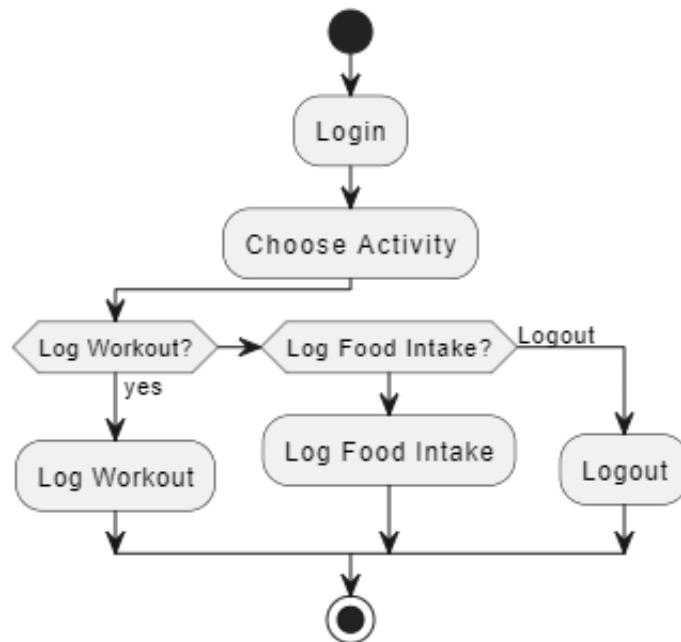 Login
Choose Activity
Log Workout?
Log Food Intake?
Logout
yes
Log Workout
Log Food Intake
Logout